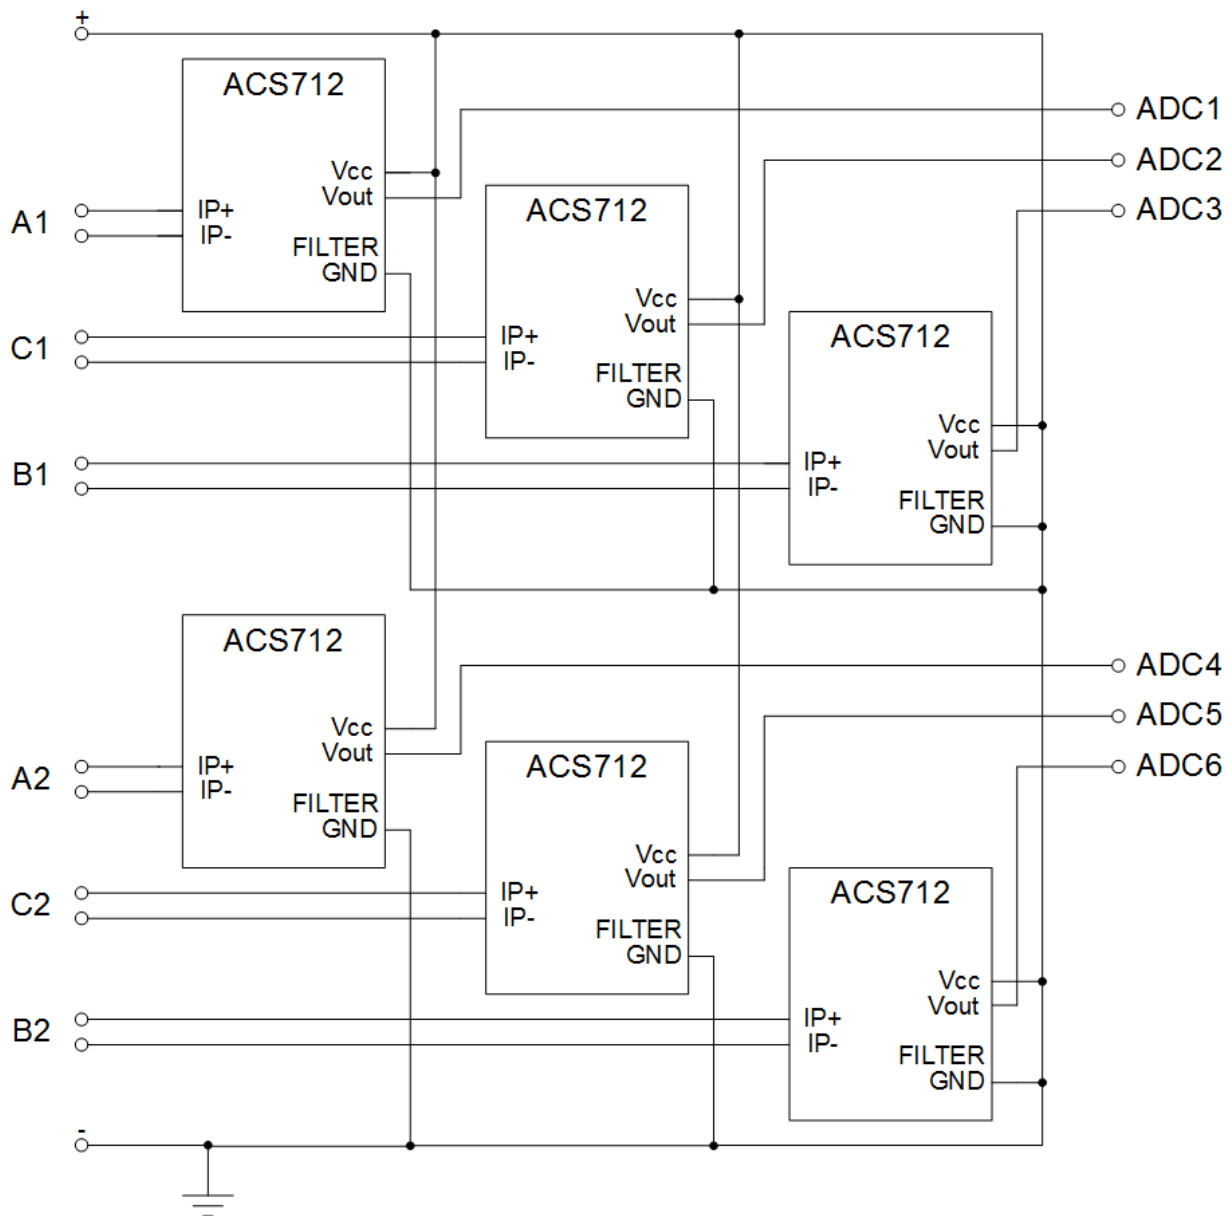 +
ACS712
Vcc
Vout
IP+
IP-
FILTER
GND
A1
ADC1
ADC2
ADC3
ACS712
Vcc
Vout
IP+
IP-
FILTER
GND
C1
ACS712
Vcc
Vout
IP+
IP-
FILTER
GND
B1
ACS712
Vcc
Vout
IP+
IP-
FILTER
GND
A2
ADC4
ADC5
ADC6
ACS712
Vcc
Vout
IP+
IP-
FILTER
GND
C2
ACS712
Vcc
Vout
IP+
IP-
FILTER
GND
B2
-